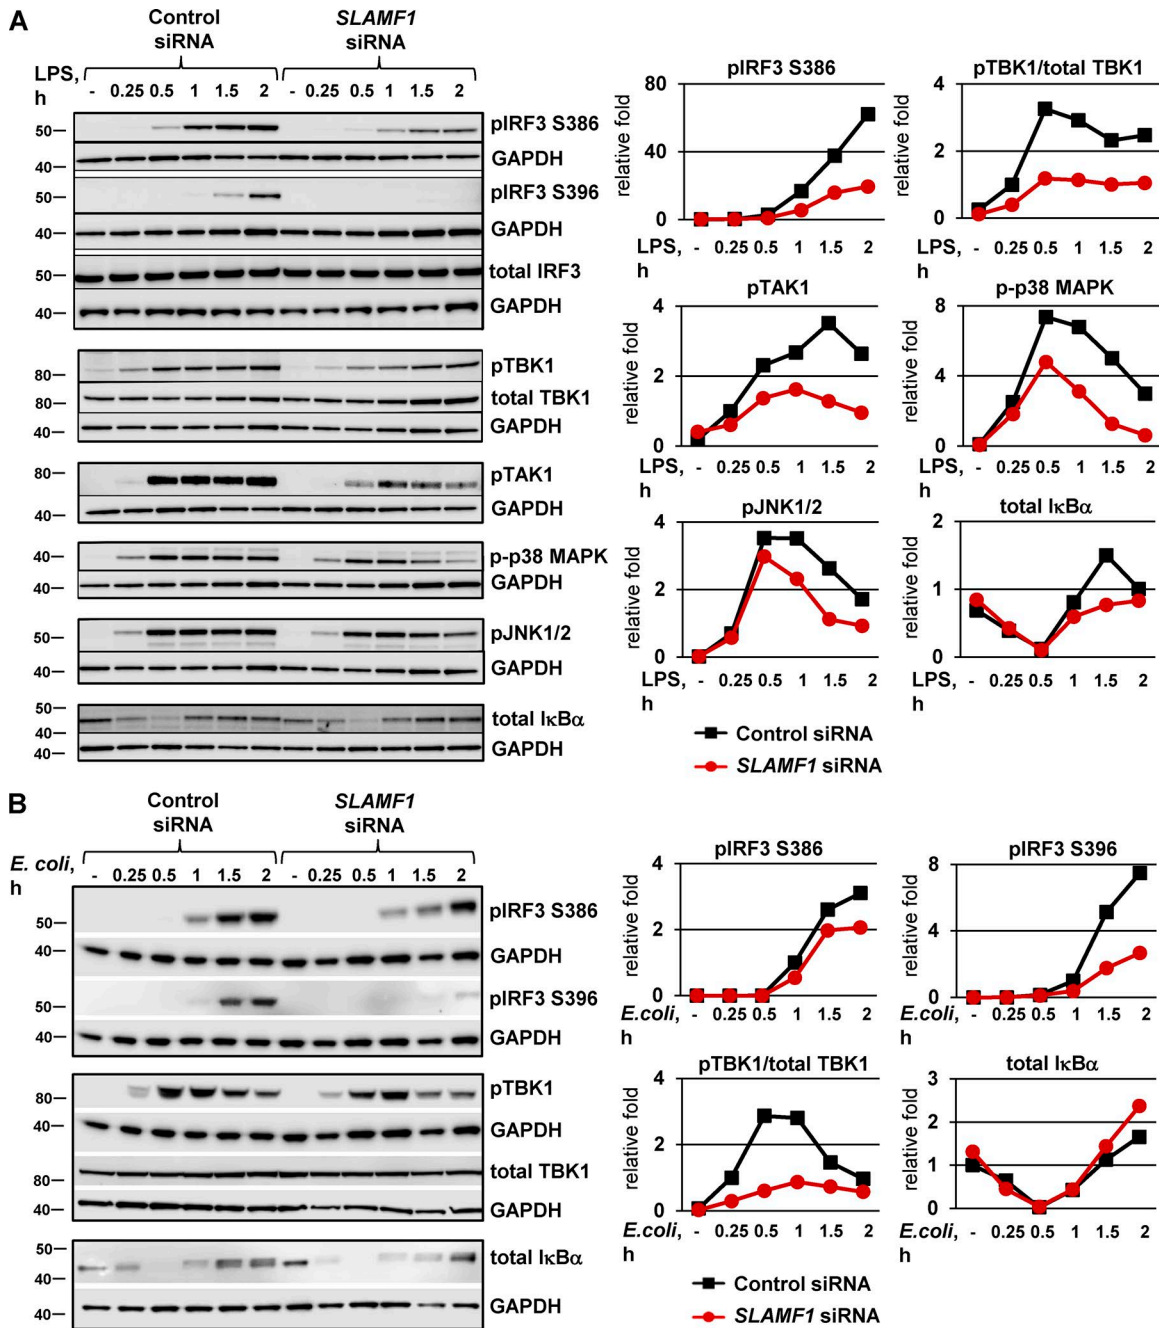 A
Control
siRNA
SLAMF1
siRNA
LPS,
h
- 0.25 0.5 1 1.5 2 - 0.25 0.5 1 1.5 2
50 pIRF3 S386
40 GAPDH
50 pIRF3 S396
40 GAPDH
50 total IRF3
40 GAPDH
80 pTBK1
80 total TBK1
40 GAPDH
80 pTAK1
40 GAPDH
40 p-p38 MAPK
40 GAPDH
50 pJNK1/2
40 GAPDH
50
40 total IκBα
40 GAPDH
pIRF3 S386
relative fold
80
40
0
LPS,
h
- 0.25 0.5 1 1.5 2
pTBK1/total TBK1
relative fold
4
2
0
LPS,
h
- 0.25 0.5 1 1.5 2
pTAK1
relative fold
4
2
0
LPS,
h
- 0.25 0.5 1 1.5 2
p-p38 MAPK
relative fold
8
4
0
LPS,
h
- 0.25 0.5 1 1.5 2
pJNK1/2
relative fold
4
2
0
LPS,
h
- 0.25 0.5 1 1.5 2
total IκBα
relative fold
2
1
0
LPS,
h
- 0.25 0.5 1 1.5 2
Control siRNA
SLAMF1 siRNA
B
Control
siRNA
SLAMF1
siRNA
E. coli,
h
- 0.25 0.5 1 1.5 2 - 0.25 0.5 1 1.5 2
50 pIRF3 S386
40 GAPDH
50 pIRF3 S396
40 GAPDH
80 pTBK1
40 GAPDH
80 total TBK1
40 GAPDH
50
40 total IκBα
40 GAPDH
pIRF3 S386
relative fold
4
2
0
E.coli,
h
- 0.25 0.5 1 1.5 2
pIRF3 S396
relative fold
8
4
0
E.coli,
h
- 0.25 0.5 1 1.5 2
pTBK1/total TBK1
relative fold
4
2
0
E.coli,
h
- 0.25 0.5 1 1.5 2
total IκBα
relative fold
3
2
1
0
E.coli,
h
- 0.25 0.5 1 1.5 2
Control siRNA
SLAMF1 siRNA